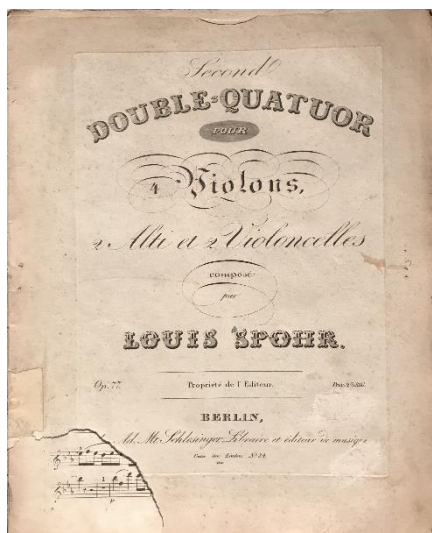 Second
DOUBLE=QUATUOR
POUR
4 Violons,
2 Alti et 2 Violoncelles
composé
par
LOUIS SPOHR.
Op. 77. Propriété de l'Editeur.
BERLIN,
Ad. Mt. Schlesinger, Libraire et éditeur de musique
p